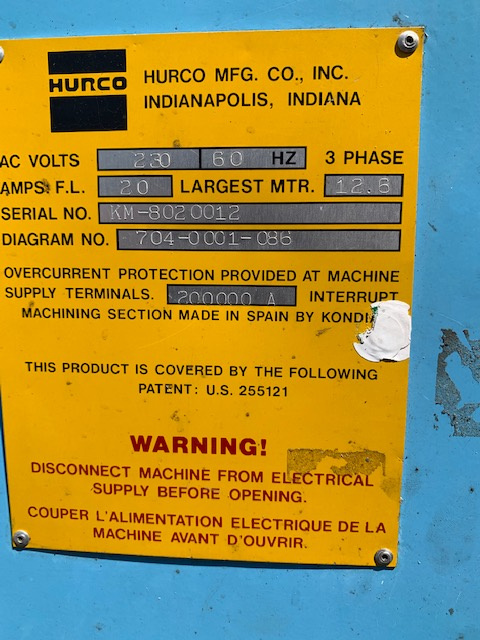 HURCO
HURCO MFG. CO., INC.
INDIANAPOLIS, INDIANA
AC VOLTS 230 60 HZ 3 PHASE
AMPS. F.L. 20 LARGEST MTR. 12.6
SERIAL NO. KM-8020012
DIAGRAM NO. 704-0001-086
OVERCURRENT PROTECTION PROVIDED AT MACHINE
SUPPLY TERMINALS. 200000 A INTERRUPT
MACHINING SECTION MADE IN SPAIN BY
THIS PRODUCT IS COVERED BY THE FOLLOWING
PATENT: U.S. 255121
WARNING!
DISCONNECT MACHINE FROM ELECTRICAL
SUPPLY BEFORE OPENING.
COUPER L'ALIMENTATION ELECTRIQUE DE LA
MACHINE AVANT D'OUVRIR.